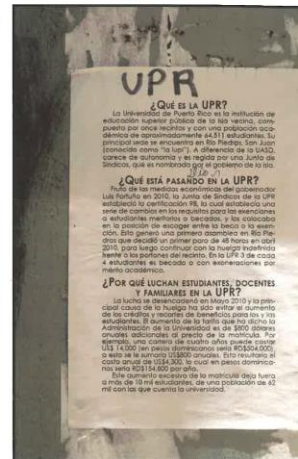 UPR
¿QUÉ ES LA UPR?
La Universidad de Puerto Rico es la institución de
educación superior pública de la isla vecina, com-
puesta por once recintos y con una población aca-
démica de aproximadamente 64,511 estudiantes. Su
principal sede se encuentra en Río Piedras, San Juan
(conocido como "la Iupi"). A diferencia de la UASD,
carece de autonomía y es regida por una Junta de
Síndicos, que es nombrada por el gobierno de la isla.
¿QUÉ ESTÁ PASANDO EN LA UPR?
Fruto de las medidas económicas del gobernador
Luis Fortuño en 2010, la Junta de Síndicos de la UPR
estableció la certificación 98, la cual establecía una
serie de cambios en los requisitos para las exenciones
a estudiantes meritorios o becados, y los colocaba
en la posición de escoger entre la beca o la exen-
ción. Esto generó una primera asamblea en Río Pie-
dras que decidió un primer paro de 48 horas en abril
2010, para luego continuar con la huelga indefinida
frente a los portones del recinto. En la UPR 3 de cada
4 estudiantes es becado o con exoneraciones por
mérito académico.
¿POR QUÉ LUCHAN ESTUDIANTES, DOCENTES
Y FAMILIARES EN LA UPR?
La lucha se desencadenó en Mayo 2010 y la prin-
cipal causa de la huelga ha sido evitar el aumento
de los créditos y recortes de beneficios para los y las
estudiantes. El aumento de la tarifa que ha dicho la
Administración de la Universidad es de $800 dólares
anuales adicionales al precio de la matrícula. Por
ejemplo, una carrera de cuatro años puede costar
US$ 14,000 (en pesos dominicanos sería RD$504,000),
a esto se le sumaría US$800 anuales. Esto resultaría el
costo anual de US$4,300, lo cual en pesos dominica-
nos sería RD$154,800 por año.
Este aumento excesivo de la matrícula deja fuera
a más de 10 mil estudiantes, de una población de 62
mil con las que cuenta la universidad.